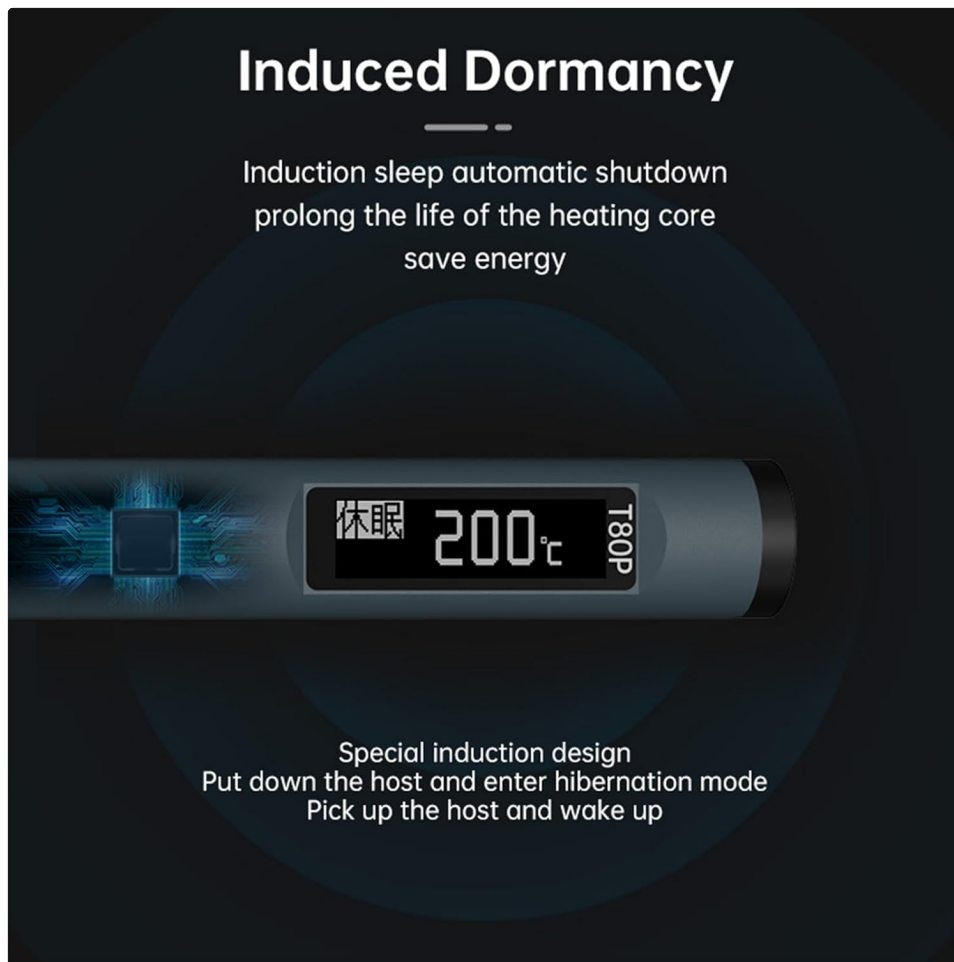 Induced Dormancy
Induction sleep automatic shutdown
prolong the life of the heating core
save energy
休眠
200℃
T80P
Special induction design
Put down the host and enter hibernation mode
Pick up the host and wake up